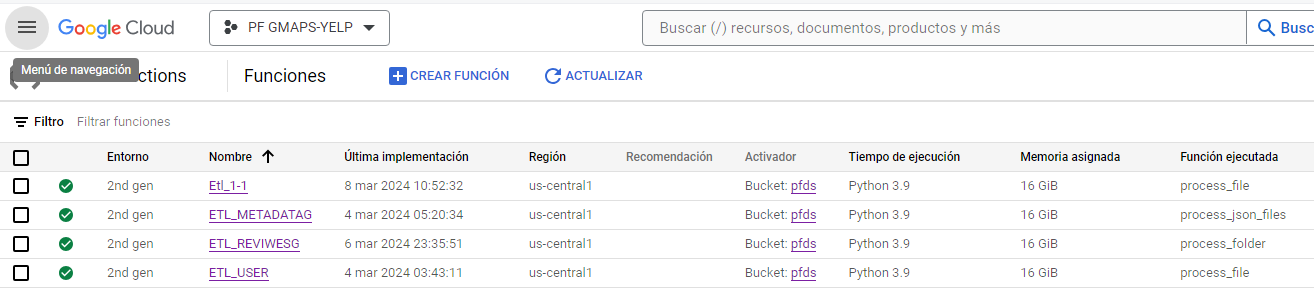 Google Cloud PF GMAPS-YELP Buscar (/) recursos, documentos, productos y más Busc
Menú de navegación
ctions Funciones CREAR FUNCIÓN ACTUALIZAR
Filtro Filtrar funciones
Entorno Nombre Última implementación Región Recomendación Activador Tiempo de ejecución Memoria asignada Función ejecutada
2nd gen Etl_1-1 8 mar 2024 10:52:32 us-central1 Bucket: pfds Python 3.9 16 GiB process_file
2nd gen ETL_METADATAG 4 mar 2024 05:20:34 us-central1 Bucket: pfds Python 3.9 16 GiB process_json_files
2nd gen ETL_REVIWESG 6 mar 2024 23:35:51 us-central1 Bucket: pfds Python 3.9 16 GiB process_folder
2nd gen ETL_USER 4 mar 2024 03:43:11 us-central1 Bucket: pfds Python 3.9 16 GiB process_file